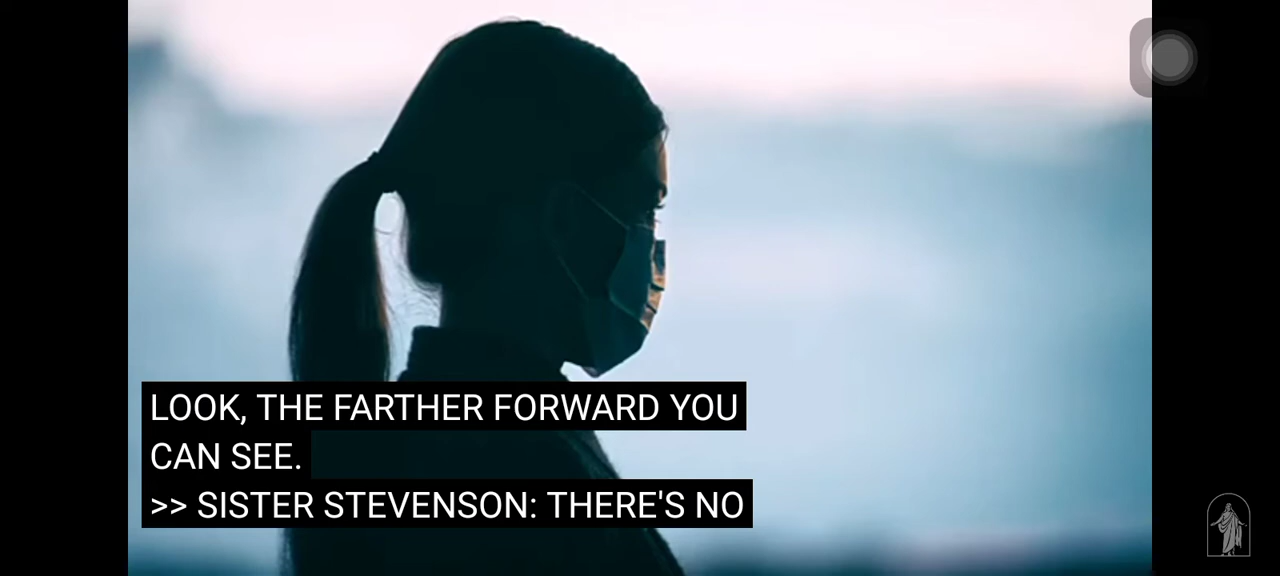 LOOK, THE FARTHER FORWARD YOU
CAN SEE.
>> SISTER STEVENSON: THERE'S NO